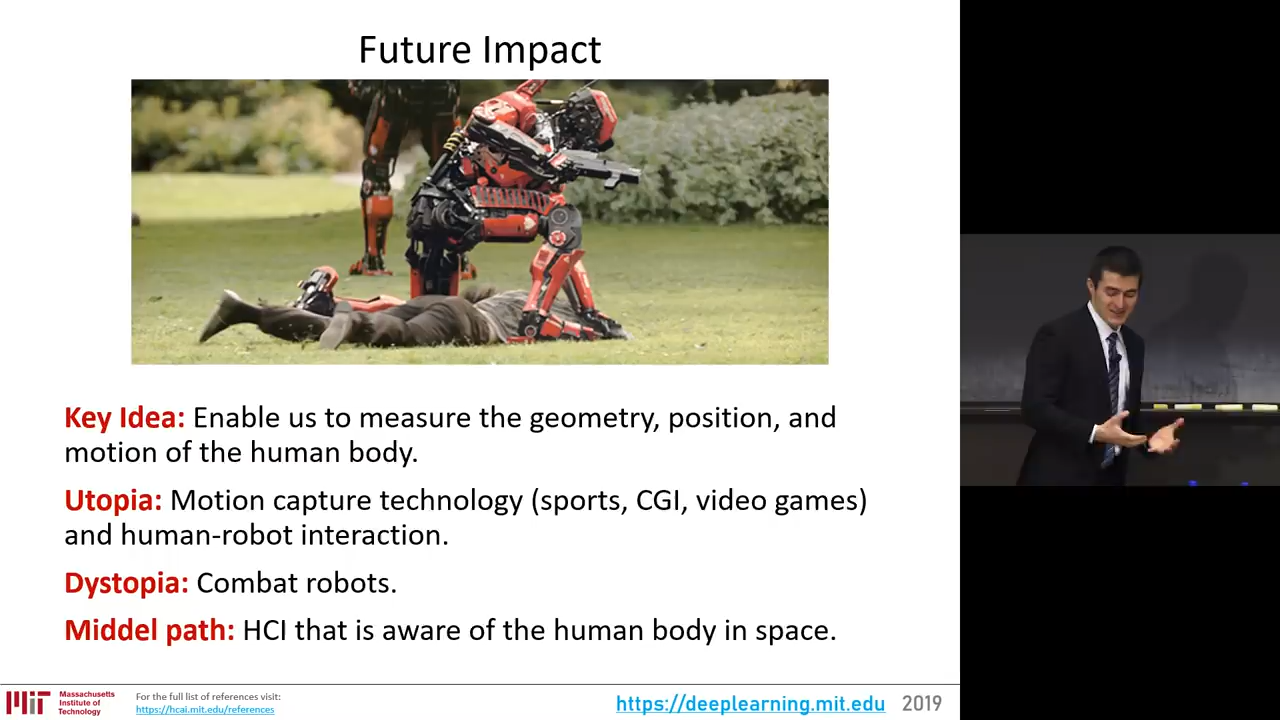 Future Impact
Key Idea: Enable us to measure the geometry, position, and
motion of the human body.
Utopia: Motion capture technology (sports, CGI, video games)
and human-robot interaction.
Dystopia: Combat robots.
Middel path: HCI that is aware of the human body in space.
MIT
Massachusetts
Institute of
Technology
For the full list of references visit:
https://hcai.mit.edu/references
https://deeplearning.mit.edu 2019